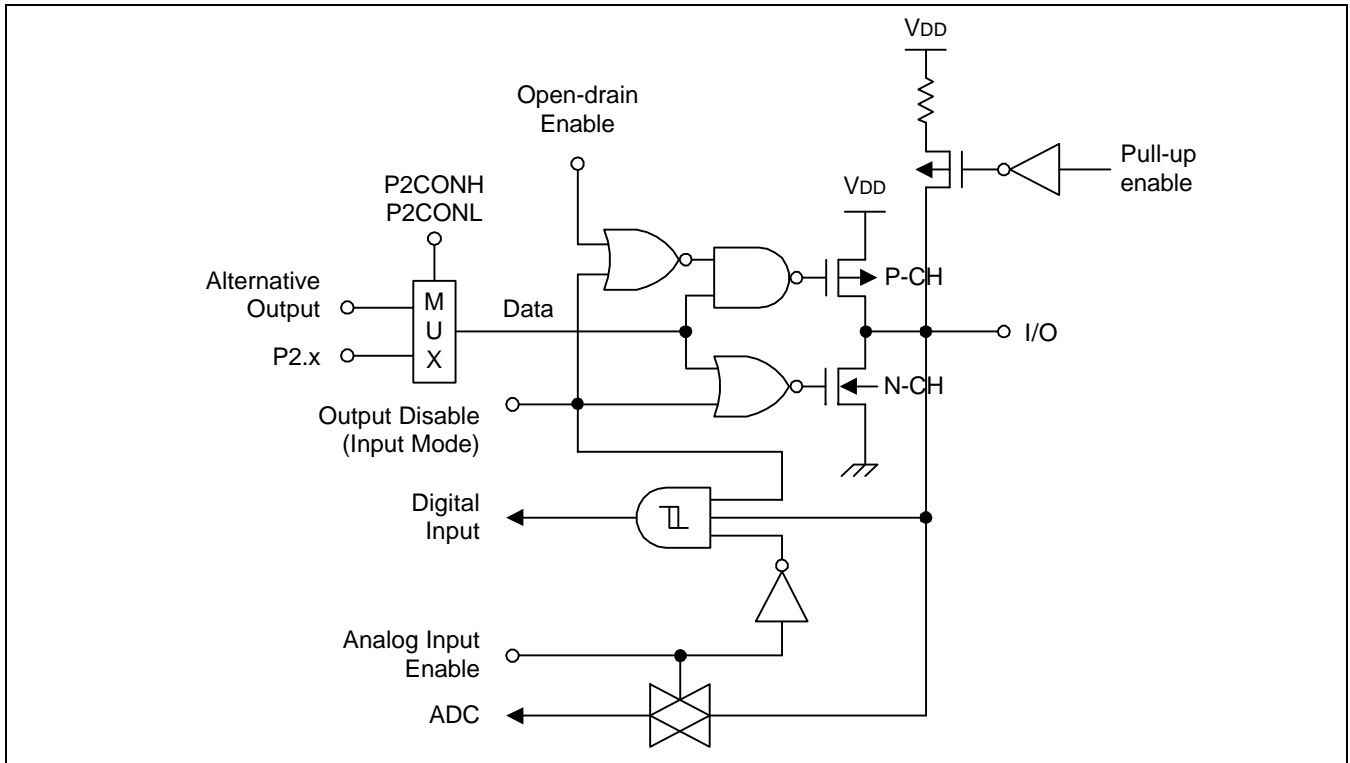 VDD
Open-drain
Enable
Pull-up
enable
P2CONH
P2CONL
VDD
Alternative
Output
M
U
X
Data
P-CH
I/O
P2.x
N-CH
Output Disable
(Input Mode)
Digital
Input
Analog Input
Enable
ADC